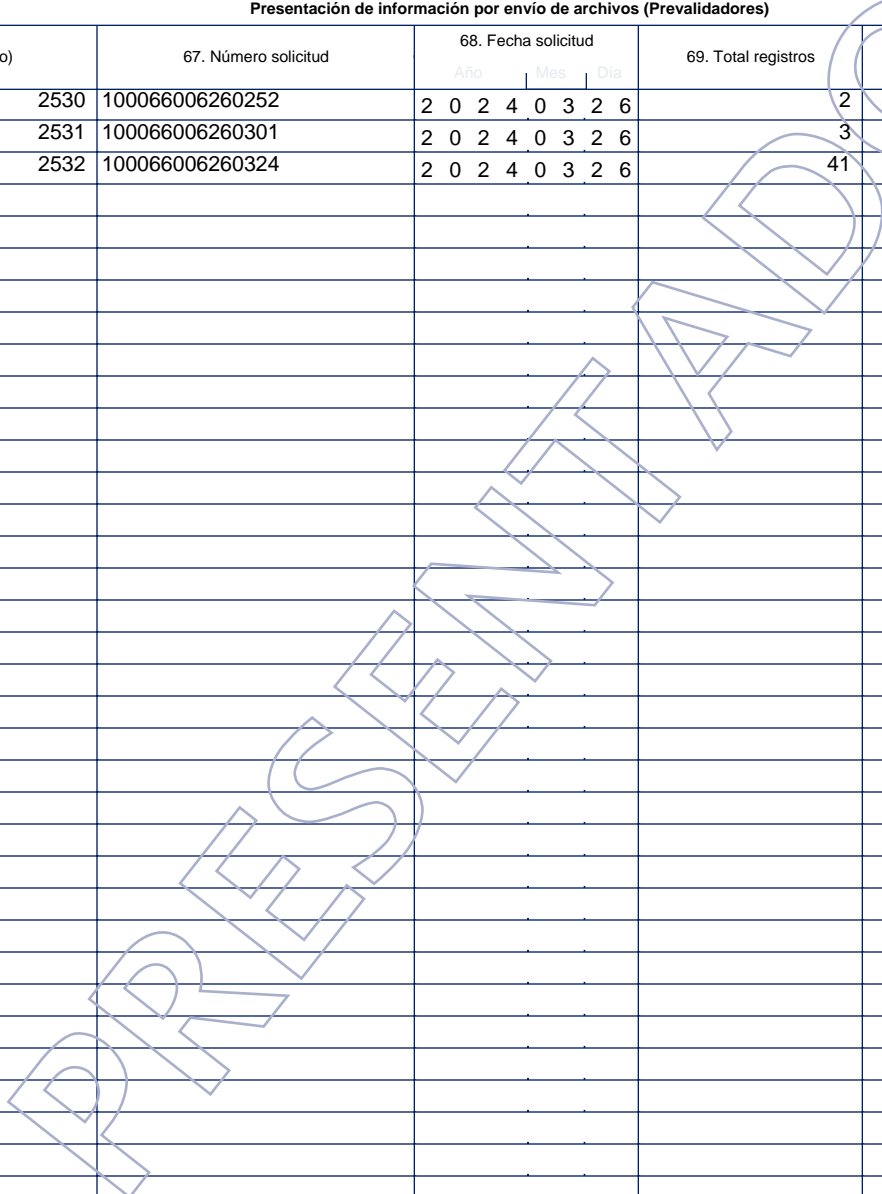 Presentación de información por envío de archivos (Prevalidadores)
o) 67. Número solicitud 68. Fecha solicitud 69. Total registros
Año Mes Día
2530 100066006260252 2 0 2 4 0 3 2 6 2
2531 100066006260301 2 0 2 4 0 3 2 6 3
2532 100066006260324 2 0 2 4 0 3 2 6 41
PRESENTADO